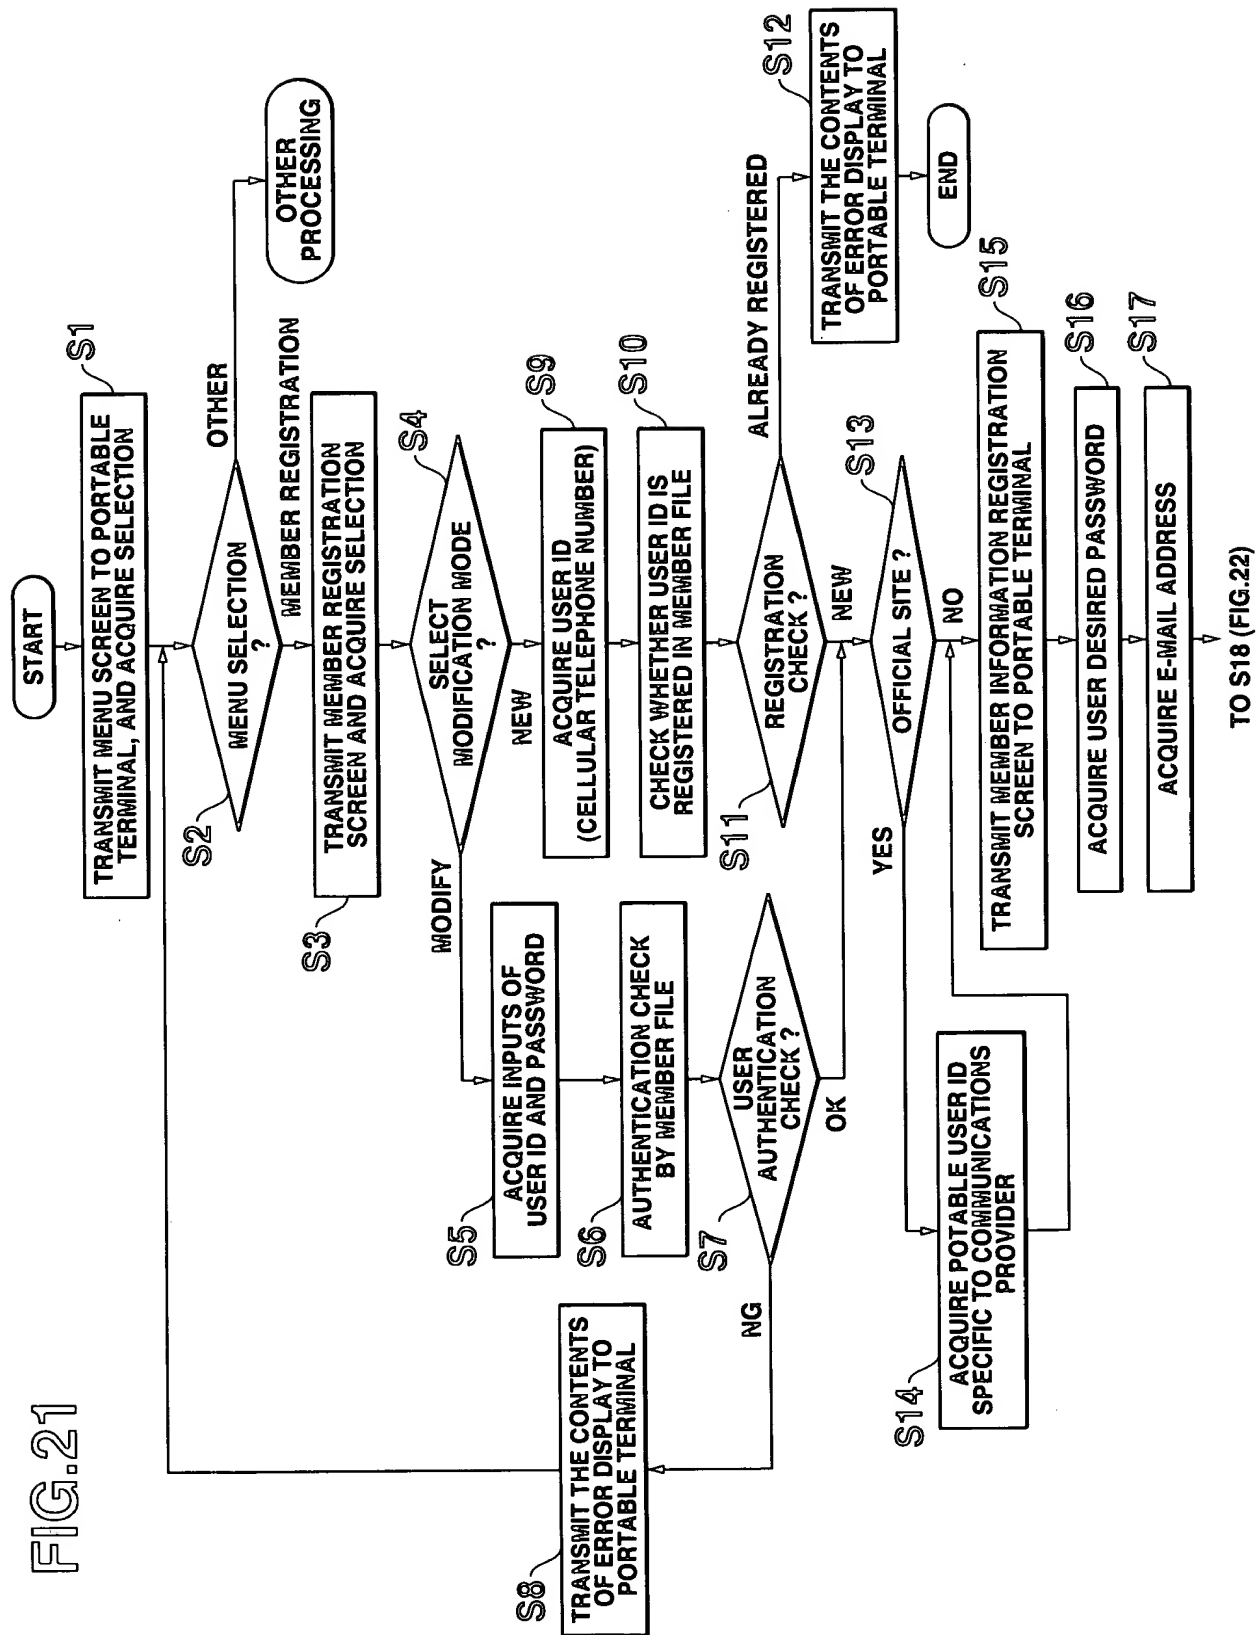 FIG.21
START
TRANSMIT MENU SCREEN TO PORTABLE
TERMINAL, AND ACQUIRE SELECTION
S1
MENU SELECTION
?
S2
OTHER
OTHER
PROCESSING
MEMBER REGISTRATION
TRANSMIT MEMBER REGISTRATION
SCREEN AND ACQUIRE SELECTION
S3
SELECT
MODIFICATION MODE
?
S4
MODIFY
NEW
ACQUIRE INPUTS OF
USER ID AND PASSWORD
S5
AUTHENTICATION CHECK
BY MEMBER FILE
S6
USER
AUTHENTICATION
CHECK ?
S7
NG
OK
TRANSMIT THE CONTENTS
OF ERROR DISPLAY TO
PORTABLE TERMINAL
S8
ACQUIRE USER ID
(CELLULAR TELEPHONE NUMBER)
S9
CHECK WHETHER USER ID IS
REGISTERED IN MEMBER FILE
S10
REGISTRATION
CHECK ?
S11
ALREADY REGISTERED
NEW
TRANSMIT THE CONTENTS
OF ERROR DISPLAY TO
PORTABLE TERMINAL
S12
END
OFFICIAL SITE ?
S13
YES
NO
ACQUIRE POTABLE USER ID
SPECIFIC TO COMMUNICATIONS
PROVIDER
S14
TRANSMIT MEMBER INFORMATION REGISTRATION
SCREEN TO PORTABLE TERMINAL
S15
ACQUIRE USER DESIRED PASSWORD
S16
ACQUIRE E-MAIL ADDRESS
S17
TO S18 (FIG.22)